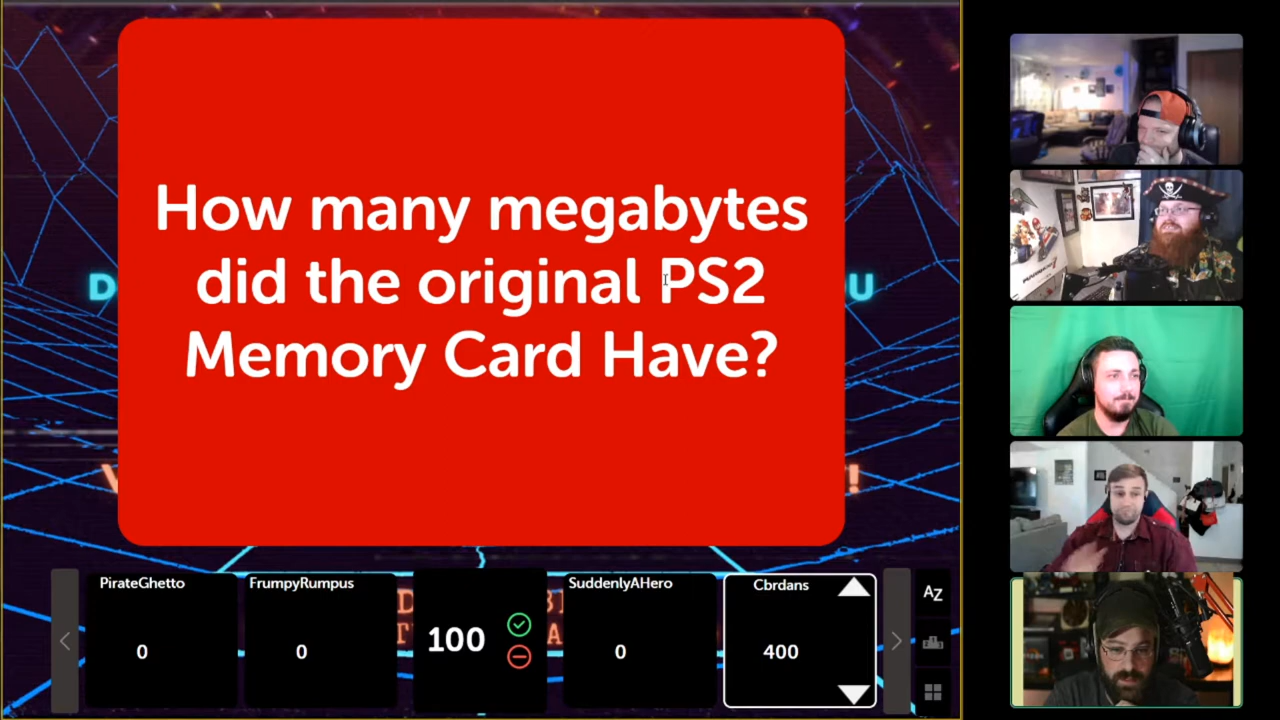 How many megabytes
did the original PS2
Memory Card Have?
PirateGhetto
0
FrumpyRumpus
0
100
SuddenlyAHero
0
Cbrdans
400
AZ